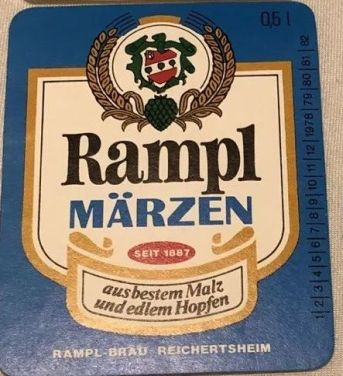 0,5 l
Rampl
MÄRZEN
SEIT 1887
aus bestem Malz
und edlem Hopfen
RAMPL-BRÄU REICHERTSHEIM
1|2|3|4|5|6|7|8|9|10|11|12|1978|79|80|81|82